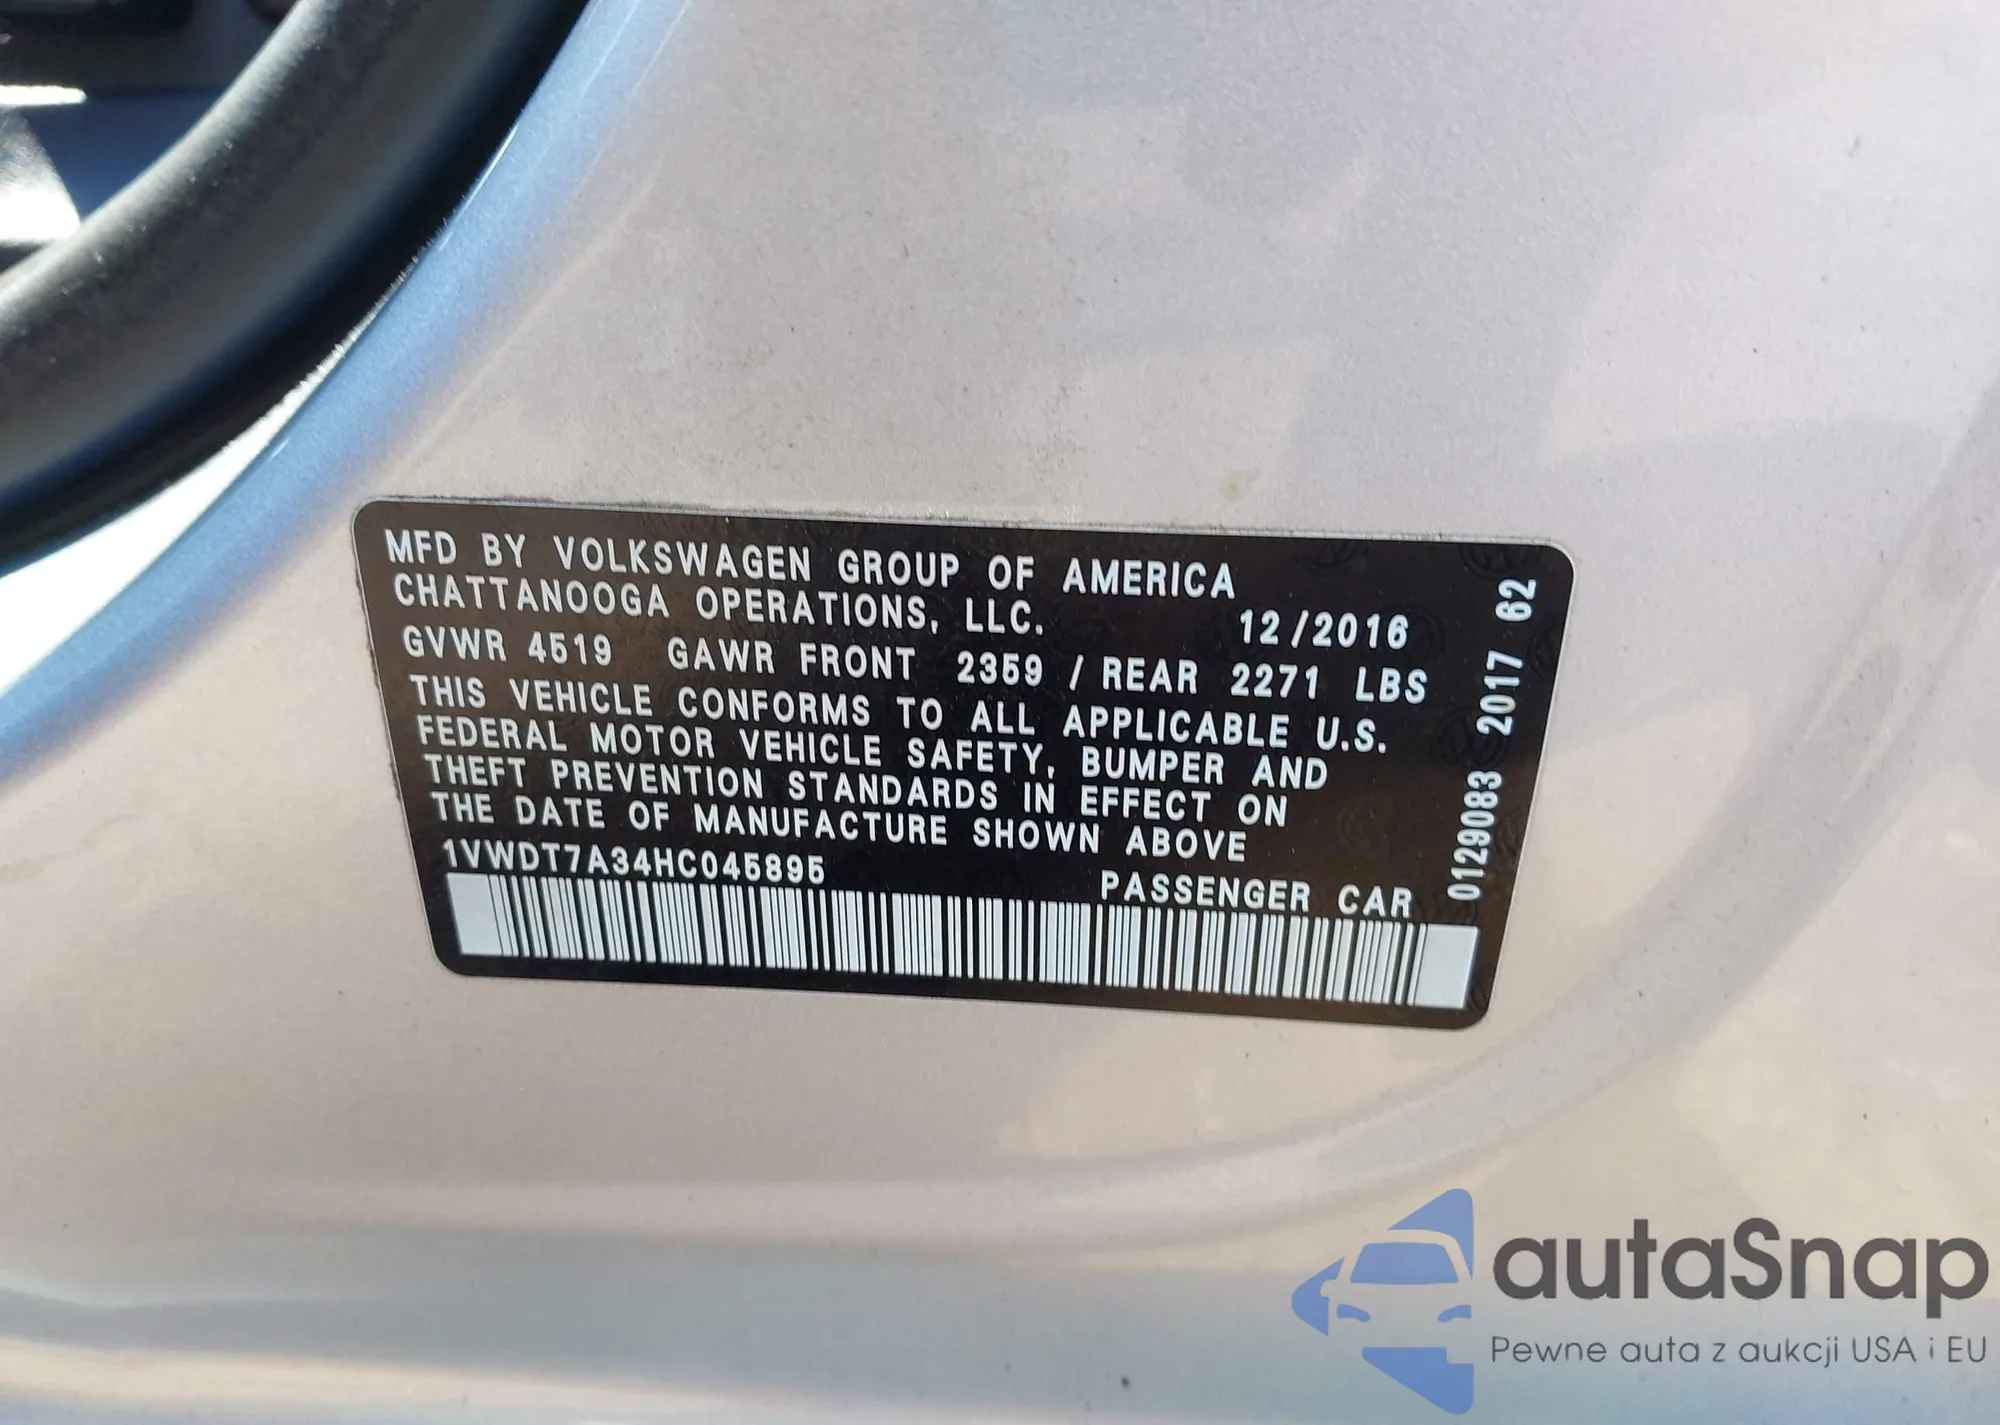 MFD BY VOLKSWAGEN GROUP OF AMERICA
CHATTANOOGA OPERATIONS, LLC. 12/2016
GVWR 4519 GAWR FRONT 2359 / REAR 2271 LBS
THIS VEHICLE CONFORMS TO ALL APPLICABLE U.S.
FEDERAL MOTOR VEHICLE SAFETY, BUMPER AND
THEFT PREVENTION STANDARDS IN EFFECT ON
THE DATE OF MANUFACTURE SHOWN ABOVE
1VWDT7A34HC045895 PASSENGER CAR
0129083 2017 62
autaSnap
Pewne auta z aukcji USA i EU